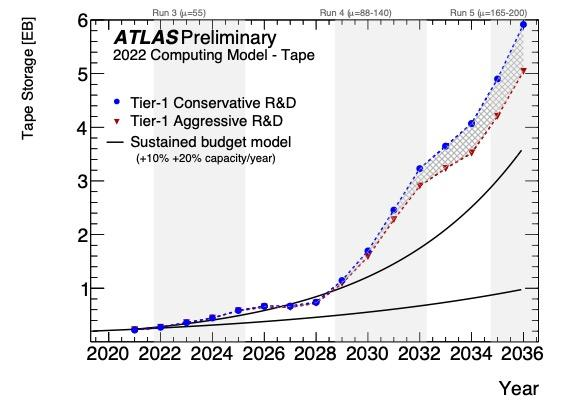 Run 3 (μ=55)
Run 4 (μ=88-140)
Run 5 (μ=165-200)
Tape Storage [EB]
6
5
4
3
2
1
ATLAS Preliminary
2022 Computing Model - Tape
Tier-1 Conservative R&D
Tier-1 Aggressive R&D
Sustained budget model
(+10% +20% capacity/year)
2020 2022 2024 2026 2028 2030 2032 2034 2036
Year